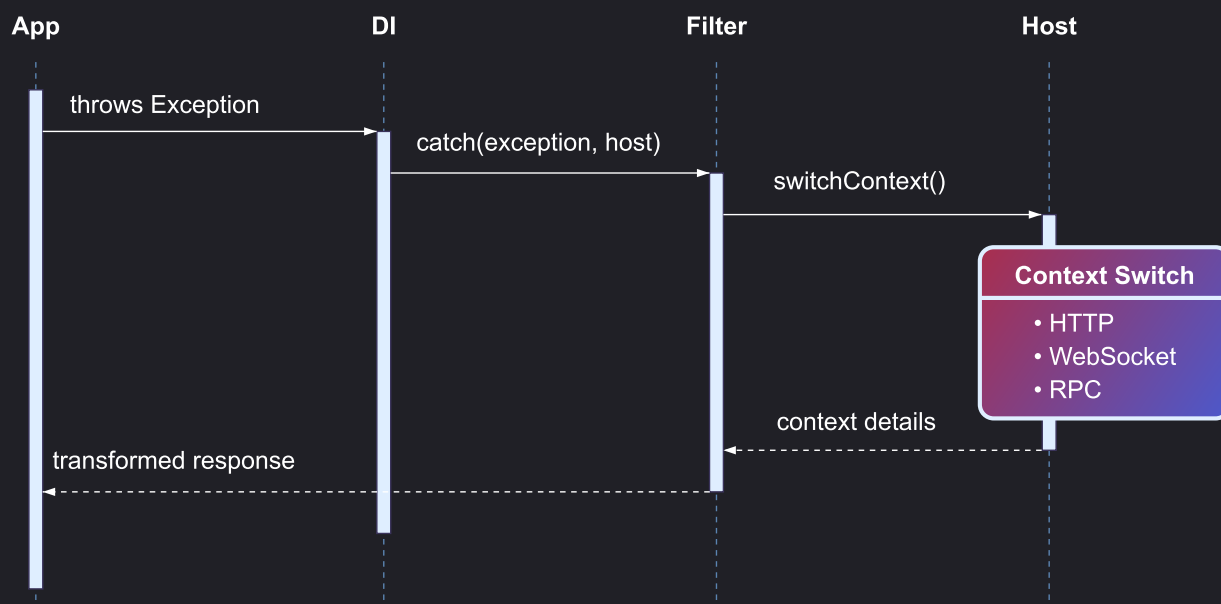 App
DI
Filter
Host
throws Exception
catch(exception, host)
switchContext()
Context Switch
• HTTP
• WebSocket
• RPC
context details
transformed response